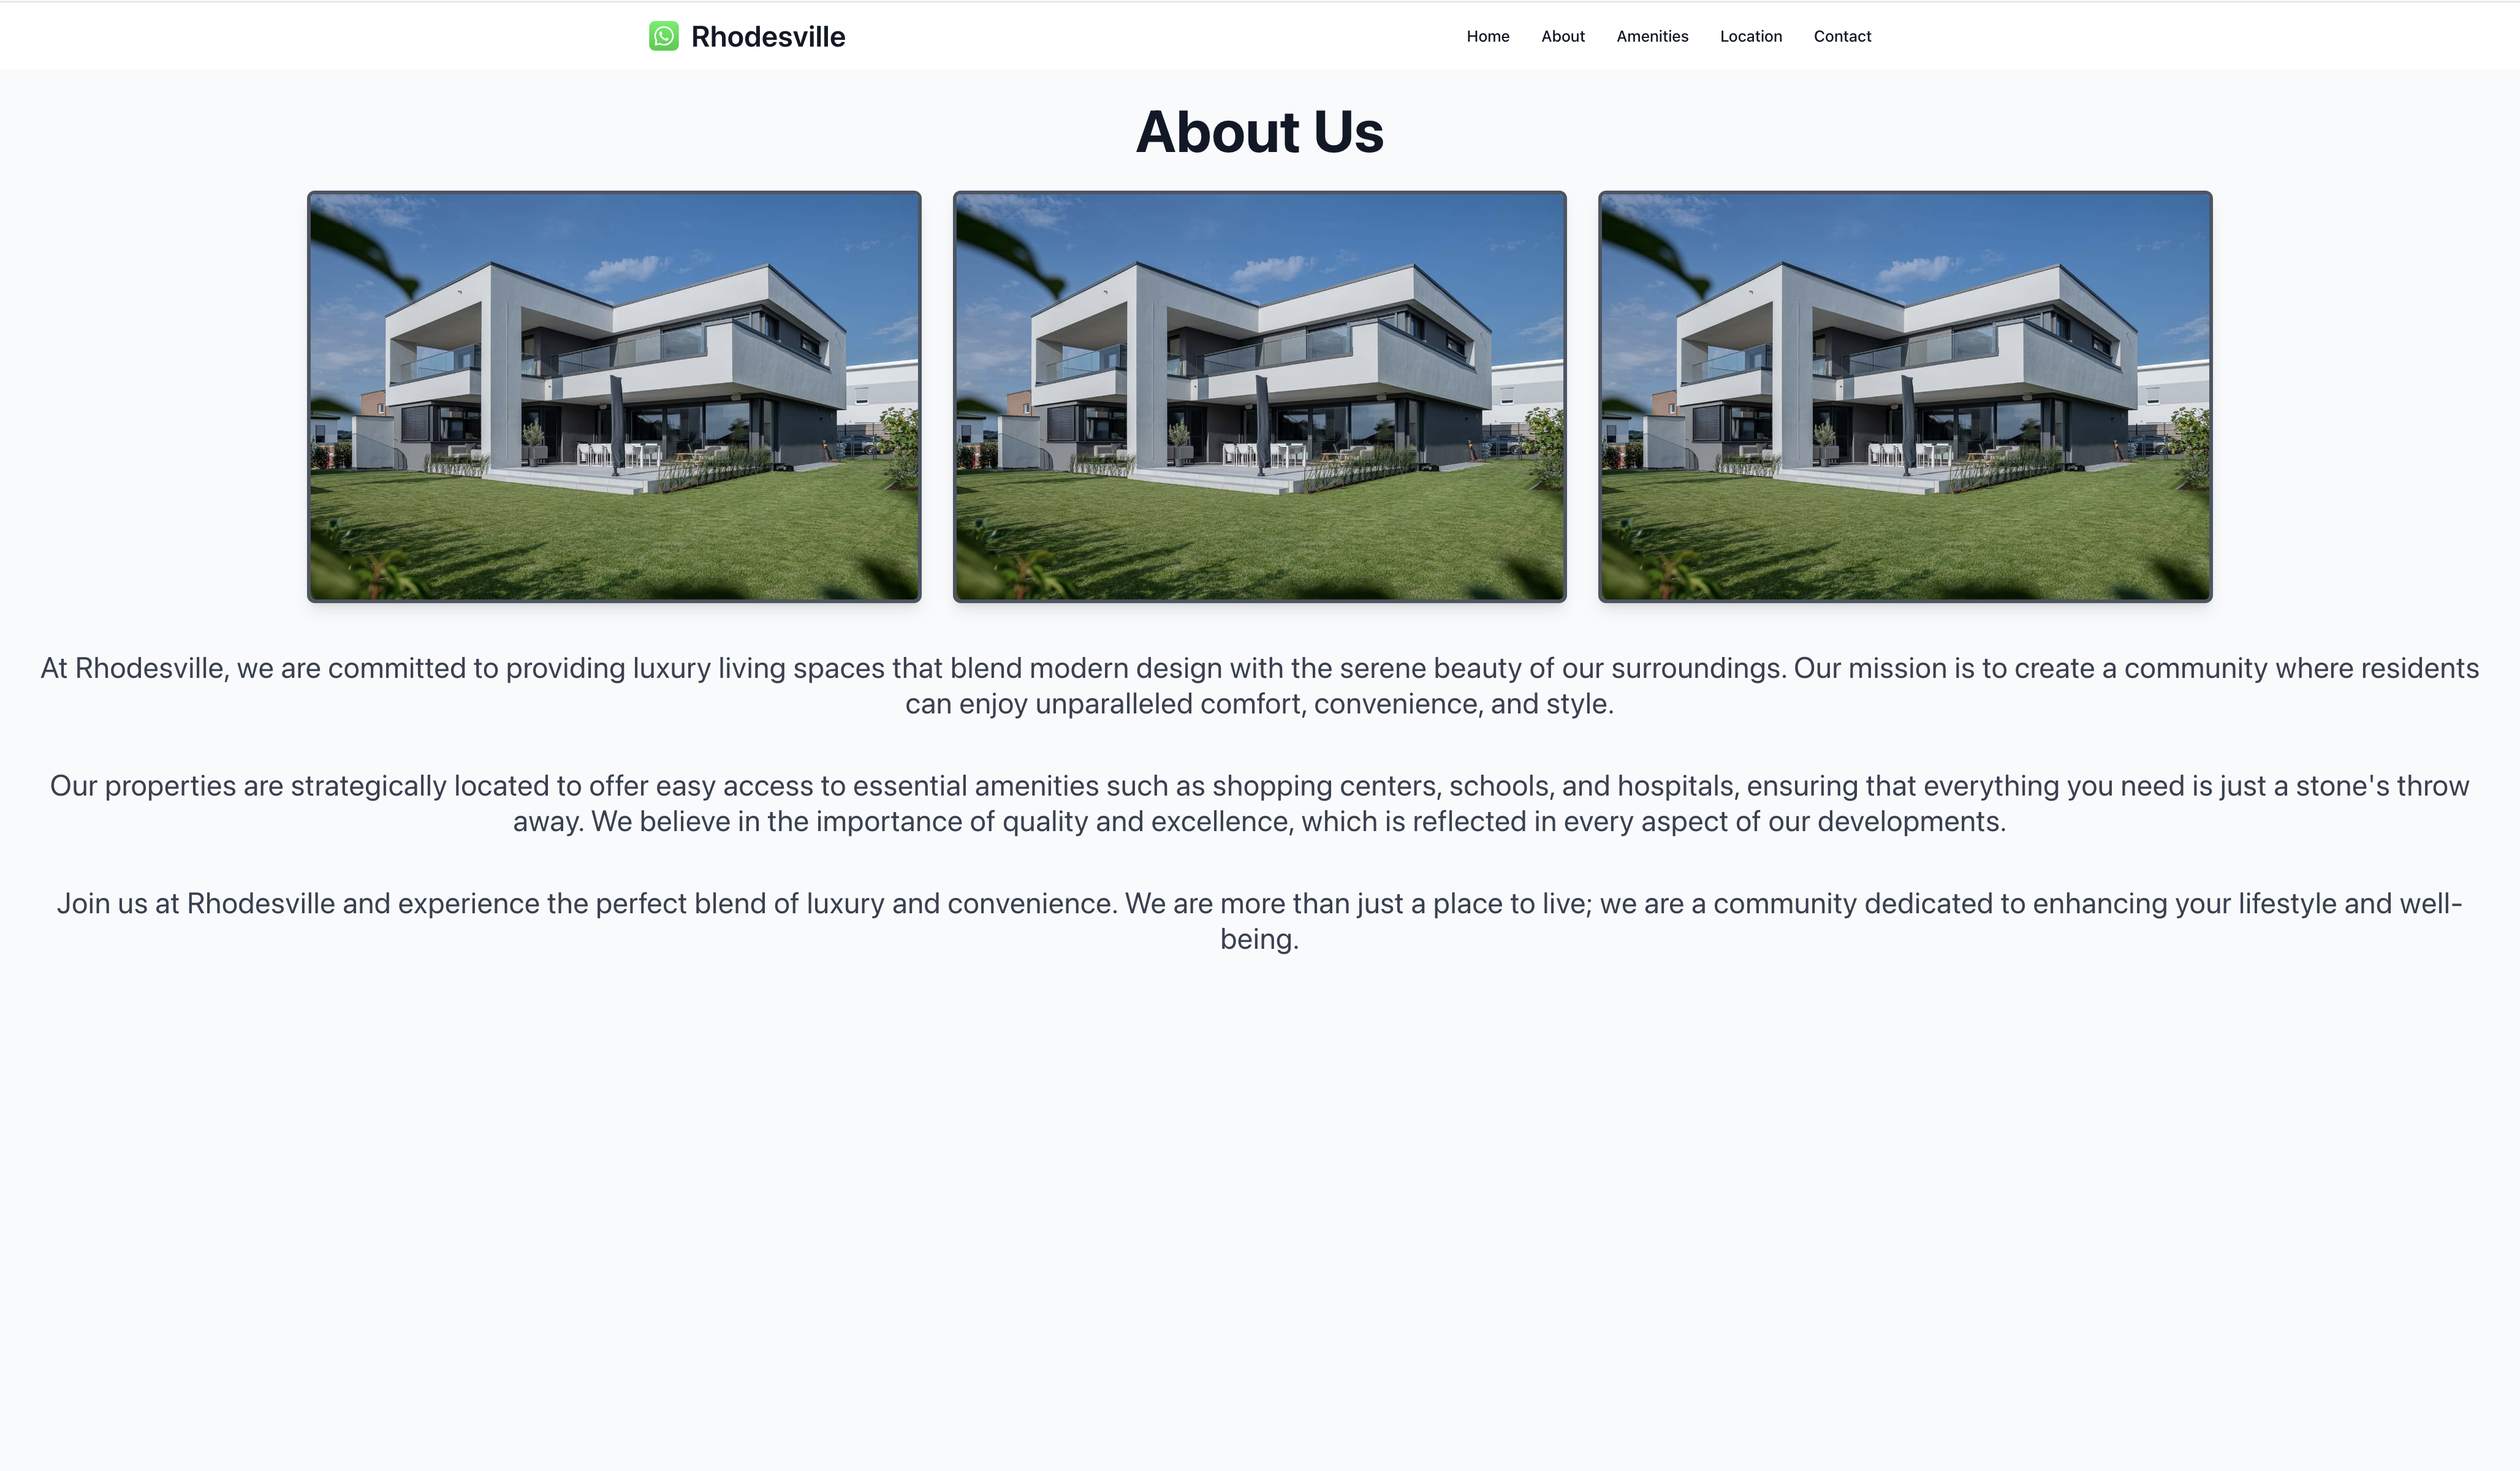 Rhodesville
Home About Amenities Location Contact
About Us
At Rhodesville, we are committed to providing luxury living spaces that blend modern design with the serene beauty of our surroundings. Our mission is to create a community where residents
can enjoy unparalleled comfort, convenience, and style.
Our properties are strategically located to offer easy access to essential amenities such as shopping centers, schools, and hospitals, ensuring that everything you need is just a stone's throw
away. We believe in the importance of quality and excellence, which is reflected in every aspect of our developments.
Join us at Rhodesville and experience the perfect blend of luxury and convenience. We are more than just a place to live; we are a community dedicated to enhancing your lifestyle and well-
being.